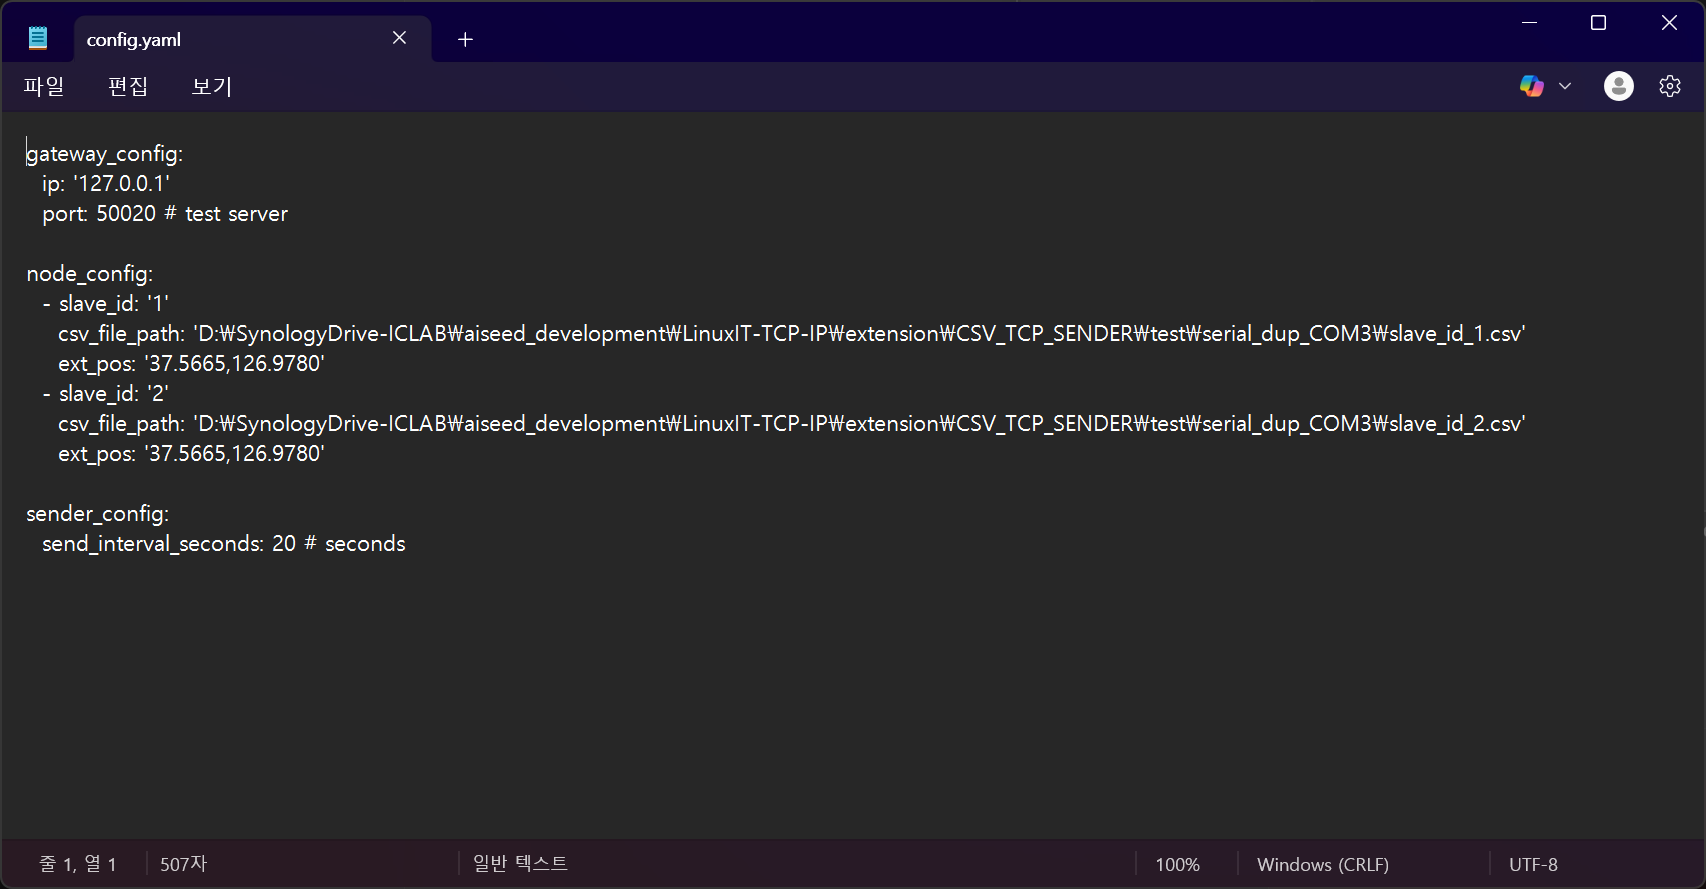 config.yaml
파일 편집 보기
gateway_config:
ip: '127.0.0.1'
port: 50020 # test server
node_config:
- slave_id: '1'
csv_file_path: 'D:₩SynologyDrive-ICLAB₩aiseed_development₩LinuxIT-TCP-IP₩extension₩CSV_TCP_SENDER₩test₩serial_dup_COM3₩slave_id_1.csv'
ext_pos: '37.5665,126.9780'
- slave_id: '2'
csv_file_path: 'D:₩SynologyDrive-ICLAB₩aiseed_development₩LinuxIT-TCP-IP₩extension₩CSV_TCP_SENDER₩test₩serial_dup_COM3₩slave_id_2.csv'
ext_pos: '37.5665,126.9780'
sender_config:
send_interval_seconds: 20 # seconds
줄 1, 열 1 507자 일반 텍스트 100% Windows (CRLF) UTF-8